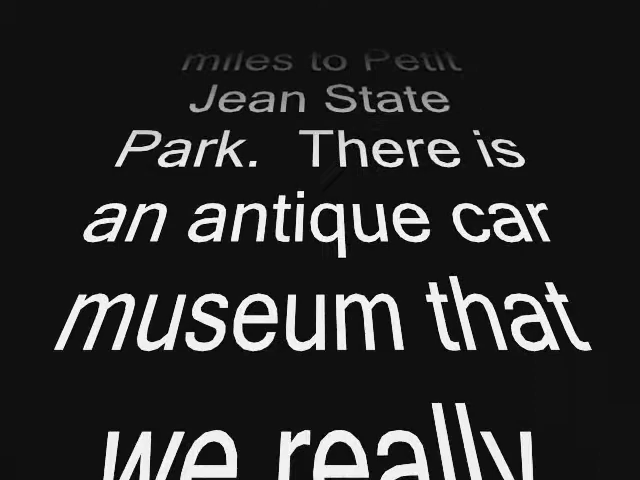 miles to Petit
Jean State
Park. There is
an antique car
museum that
we really